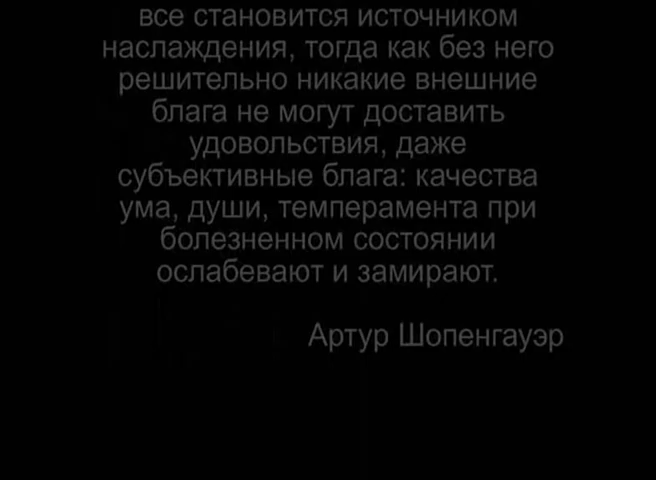 все становится источником
наслаждения, тогда как без него
решительно никакие внешние
блага не могут доставить
удовольствия, даже
субъективные блага: качества
ума, души, темперамента при
болезненном состоянии
ослабевают и замирают.
Артур Шопенгауэр